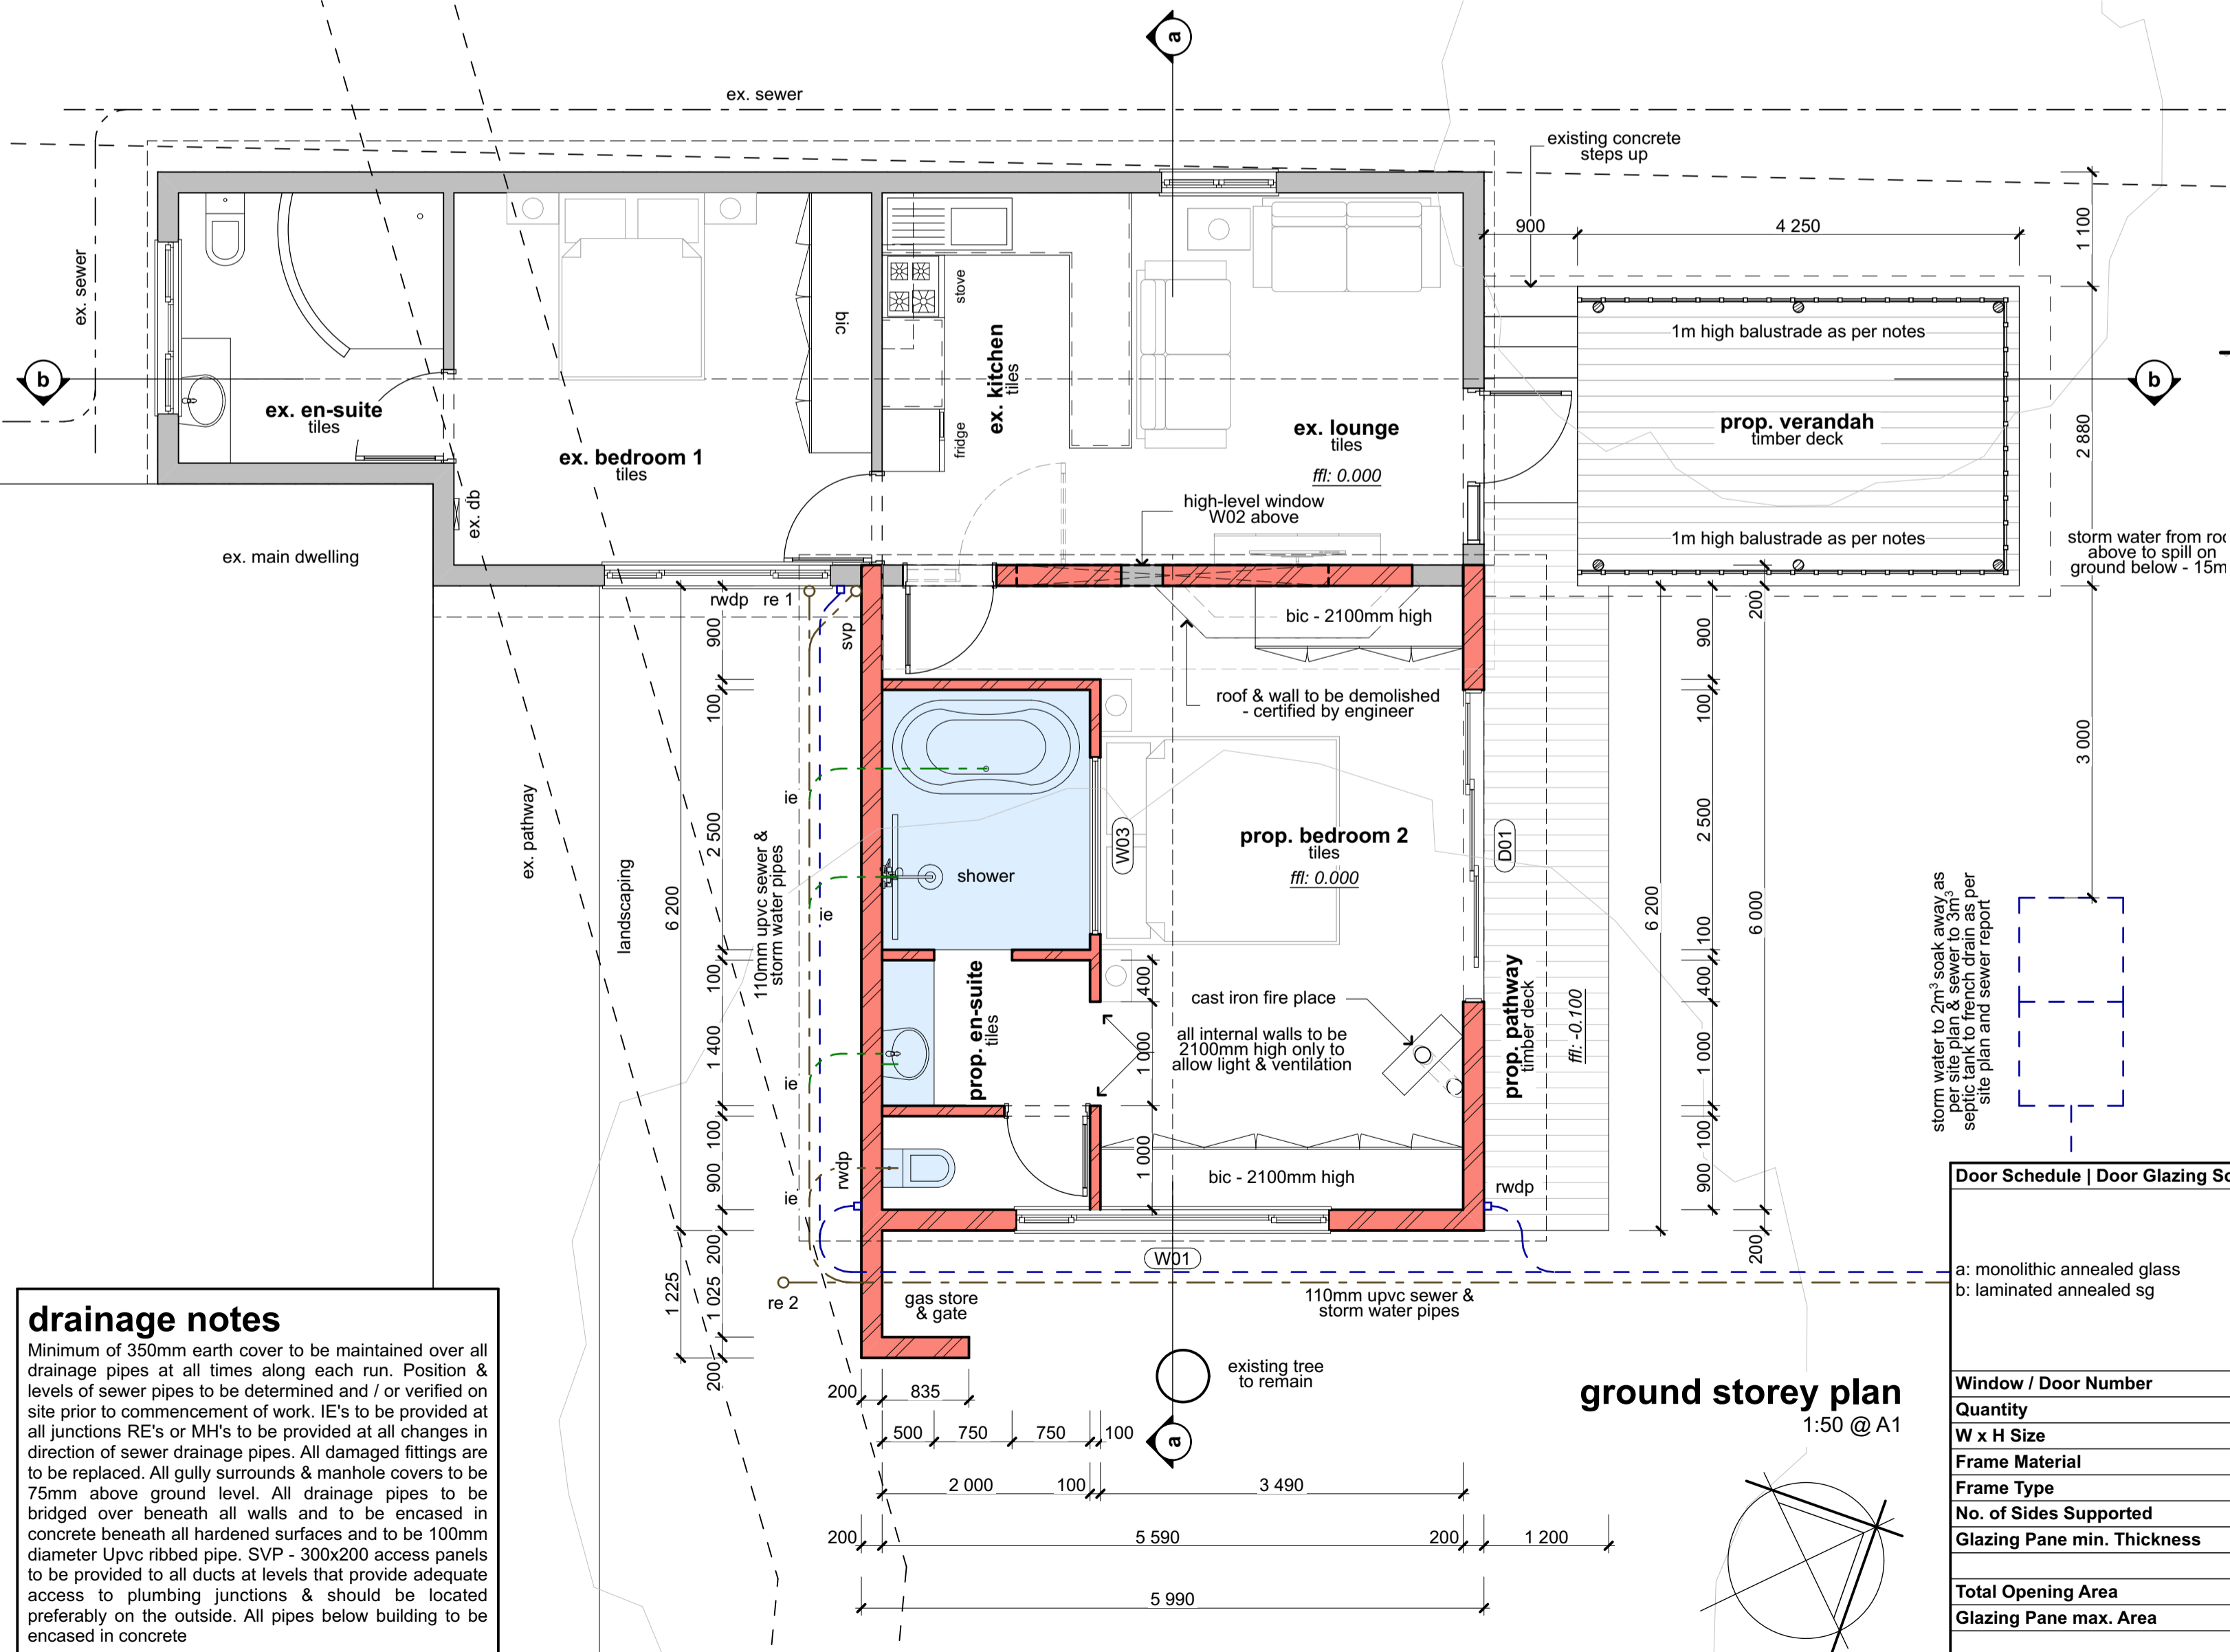 a
ex. sewer
existing concrete
steps up
900
4 250
1 100
ex. sewer
stove
bic
1m high balustrade as per notes
b
b
ex. en-suite
tiles
ex. kitchen
tiles
fridge
ex. lounge
tiles
ffl: 0.000
prop. verandah
timber deck
2 880
ex. bedroom 1
tiles
ex. db
high-level window
W02 above
1m high balustrade as per notes
storm water from
above to spill on
ground below - 15m
ex. main dwelling
rwdp
re 1
svp
bic - 2100mm high
900
900
200
roof & wall to be demolished
- certified by engineer
100
100
3 000
ex. pathway
landscaping
6 200
2 500
110mm upvc sewer &
storm water pipes
ie
ie
shower
W03
prop. bedroom 2
tiles
ffl: 0.000
D01
2 500
6 200
6 000
storm water to 2m³ soak away as
per site plan & sewer to 3m³
septic tank to french drain as per
site plan and sewer report
100
prop. en-suite
tiles
400
cast iron fire place
all internal walls to be
2100mm high only to
allow light & ventilation
1 000
prop. pathway
timber deck
ffl: -0.100
100
400
1 000
1 400
ie
100
900
rwdp
ie
1 000
bic - 2100mm high
rwdp
100
900
200
Door Schedule | Door Glazing
a: monolithic annealed glass
b: laminated annealed sg
Window / Door Number
Quantity
W x H Size
Frame Material
Frame Type
No. of Sides Supported
Glazing Pane min. Thickness
Total Opening Area
Glazing Pane max. Area
W01
200
1 225
1 025
200
re 2
gas store
& gate
110mm upvc sewer &
storm water pipes
existing tree
to remain
200
835
500
750
750
100
a
2 000
100
3 490
200
5 590
200
1 200
5 990
ground storey plan
1:50 @ A1
drainage notes
Minimum of 350mm earth cover to be maintained over all
drainage pipes at all times along each run. Position &
levels of sewer pipes to be determined and / or verified on
site prior to commencement of work. IE's to be provided at
all junctions RE's or MH's to be provided at all changes in
direction of sewer drainage pipes. All damaged fittings are
to be replaced. All gully surrounds & manhole covers to be
75mm above ground level. All drainage pipes to be
bridged over beneath all walls and to be encased in
concrete beneath all hardened surfaces and to be 100mm
diameter Upvc ribbed pipe. SVP - 300x200 access panels
to be provided to all ducts at levels that provide adequate
access to plumbing junctions & should be located
preferably on the outside. All pipes below building to be
encased in concrete